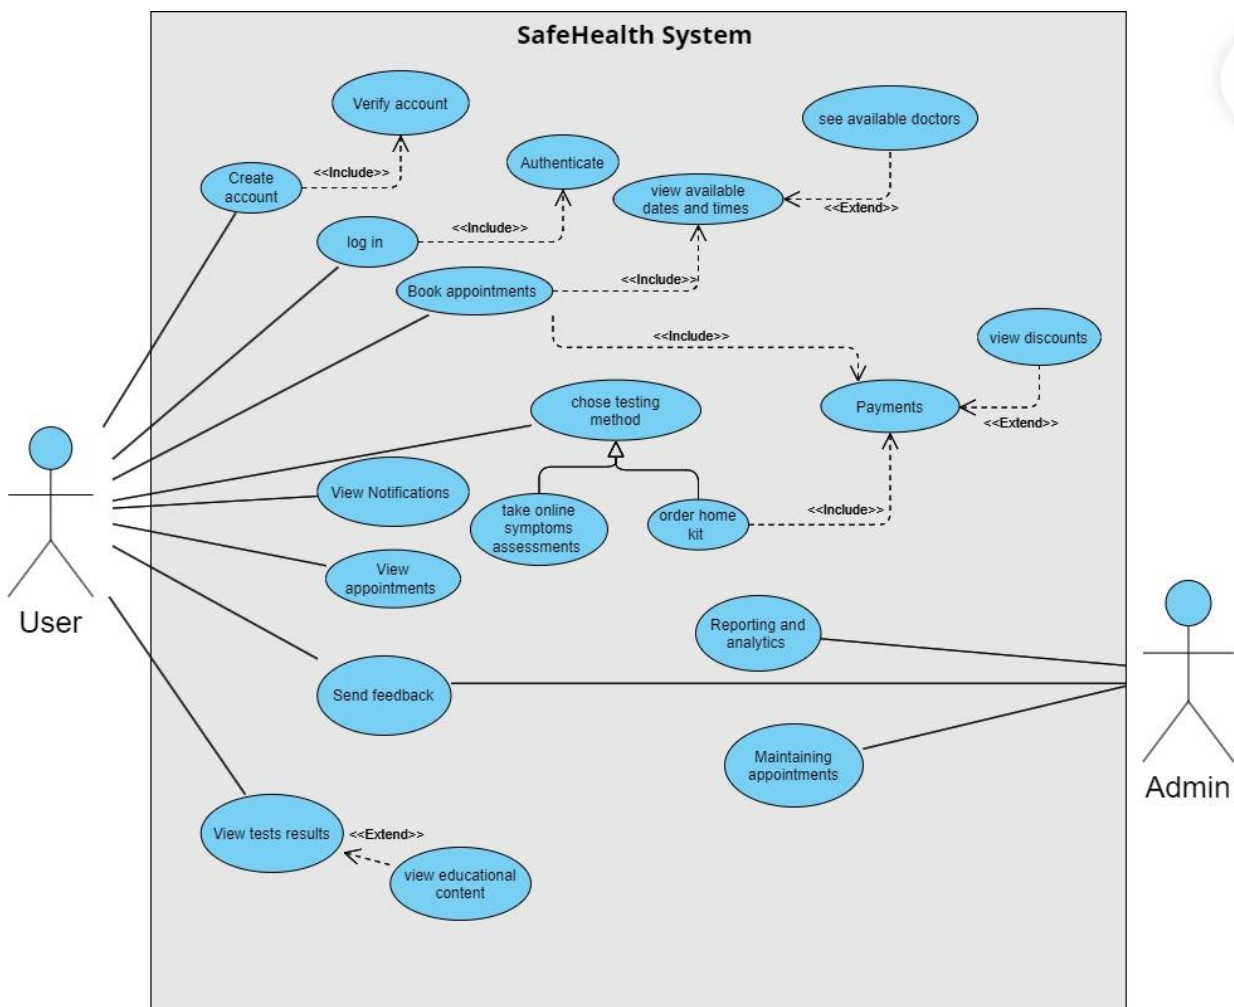 SafeHealth System
Verify account
see available doctors
<<Include>>
Create
account
Authenticate
view available
dates and times
<<Extend>>
log in
<<Include>>
Book appointments
<<Include>>
<<Include>>
view discounts
chose testing
method
Payments
<<Extend>>
View Notifications
take online
symptoms
assessments
order home
kit
<<Include>>
View
appointments
User
Reporting and
analytics
Send feedback
Maintaining
appointments
Admin
View tests results
<<Extend>>
view educational
content